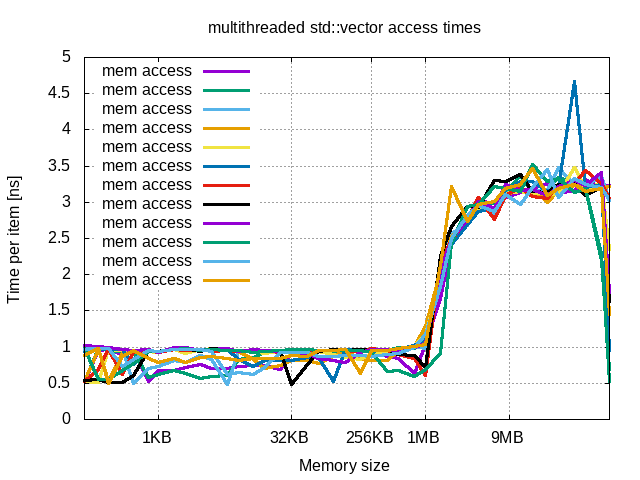 multithreaded std::vector access times
5
4.5
4
3.5
3
2.5
2
1.5
1
0.5
0
Time per item [ns]
mem access
mem access
mem access
mem access
mem access
mem access
mem access
mem access
mem access
mem access
mem access
mem access
1KB 32KB 256KB 1MB 9MB
Memory size